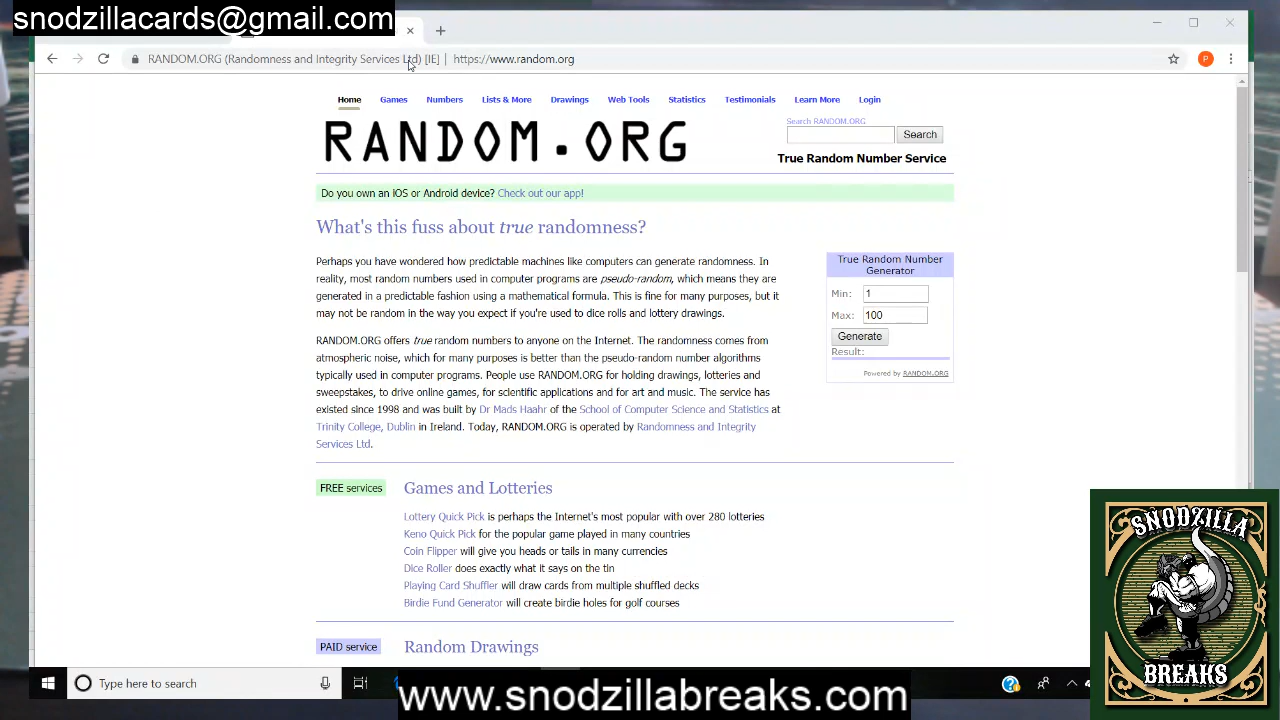 snodzillacards@gmail.com
RANDOM.ORG (Randomness and Integrity Services Ltd) [IE] | https://www.random.org
P
Home Games Numbers Lists & More Drawings Web Tools Statistics Testimonials Learn More Login
RANDOM.ORG
Search RANDOM.ORG
Search
True Random Number Service
Do you own an iOS or Android device? Check out our app!
What's this fuss about true randomness?
Perhaps you have wondered how predictable machines like computers can generate randomness. In
reality, most random numbers used in computer programs are pseudo-random, which means they are
generated in a predictable fashion using a mathematical formula. This is fine for many purposes, but it
may not be random in the way you expect if you're used to dice rolls and lottery drawings.
RANDOM.ORG offers true random numbers to anyone on the Internet. The randomness comes from
atmospheric noise, which for many purposes is better than the pseudo-random number algorithms
typically used in computer programs. People use RANDOM.ORG for holding drawings, lotteries and
sweepstakes, to drive online games, for scientific applications and for art and music. The service has
existed since 1998 and was built by Dr Mads Haahr of the School of Computer Science and Statistics at
Trinity College, Dublin in Ireland. Today, RANDOM.ORG is operated by Randomness and Integrity
Services Ltd.
True Random Number
Generator
Min: 1
Max: 100
Generate
Result:
Powered by RANDOM.ORG
FREE services
Games and Lotteries
Lottery Quick Pick is perhaps the Internet's most popular with over 280 lotteries
Keno Quick Pick for the popular game played in many countries
Coin Flipper will give you heads or tails in many currencies
Dice Roller does exactly what it says on the tin
Playing Card Shuffler will draw cards from multiple shuffled decks
Birdie Fund Generator will create birdie holes for golf courses
PAID service
Random Drawings
Type here to search
www.snodzillabreaks.com
SNODZILLA
BREAKS